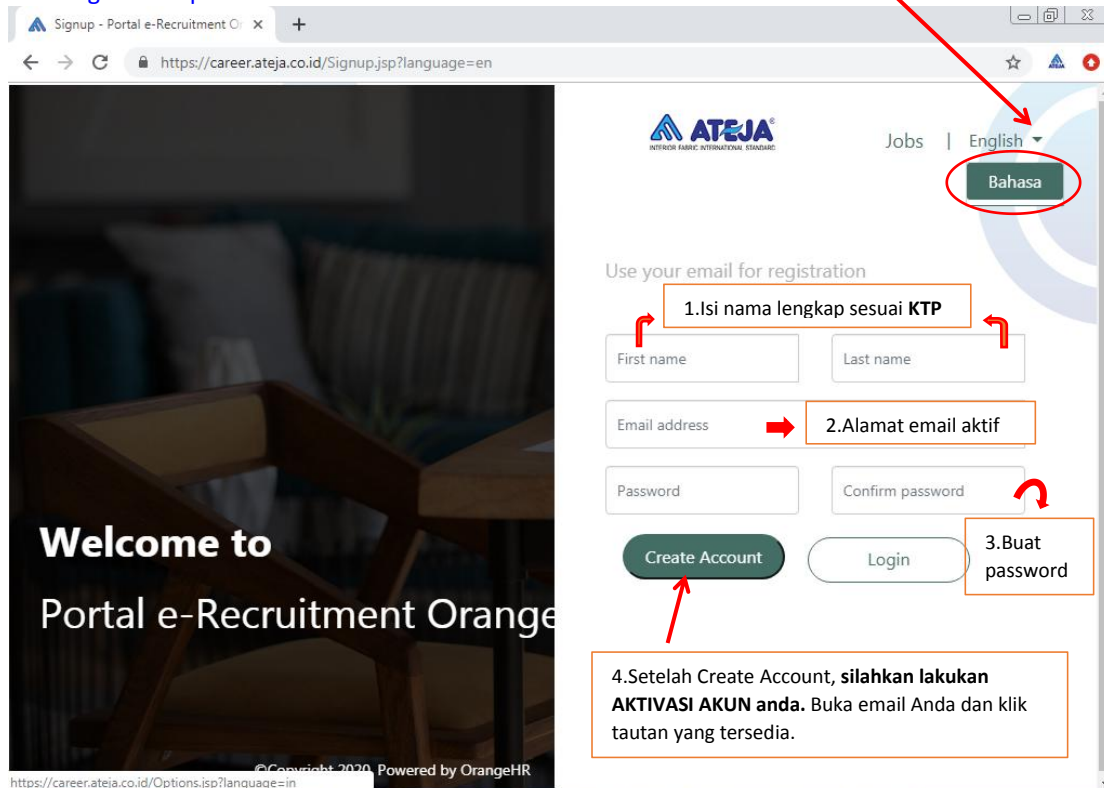 Signup - Portal e-Recruitment Or
https://career.ateja.co.id/Signup.jsp?language=en
ATEJA
ATEJA®
INTERIOR FABRIC INTERNATIONAL STANDARD
Jobs | English
Bahasa
Use your email for registration
1.Isi nama lengkap sesuai KTP
First name
Last name
Email address
2.Alamat email aktif
Password
Confirm password
3.Buat
password
Create Account
Login
Welcome to
Portal e-Recruitment Orange
4.Setelah Create Account, silahkan lakukan
AKTIVASI AKUN anda. Buka email Anda dan klik
tautan yang tersedia.
©Copyright 2020 Powered by OrangeHR
https://career.ateja.co.id/Options.jsp?language=in